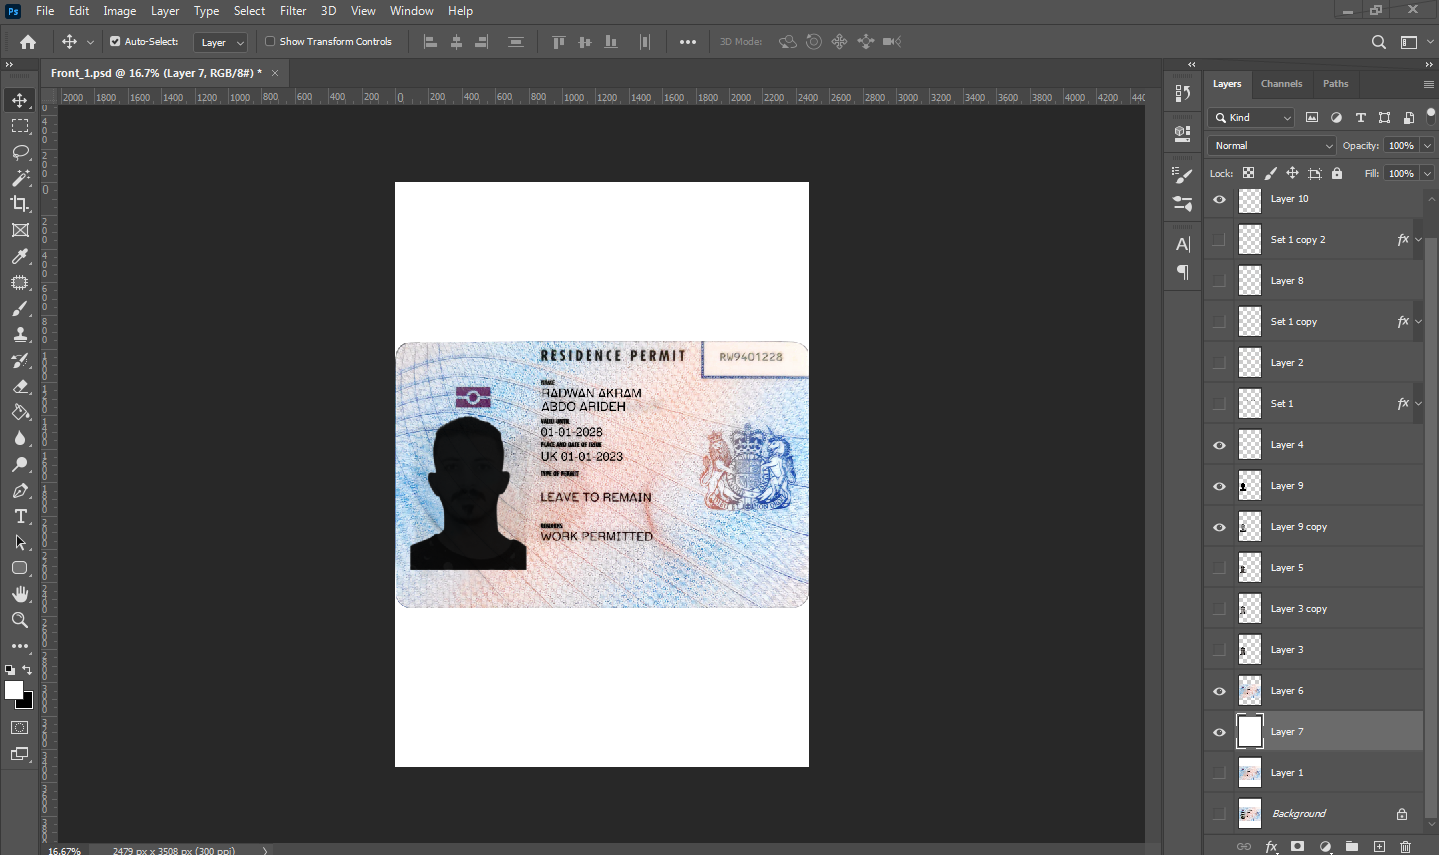 Ps File Edit Image Layer Type Select Filter 3D View Window Help
Auto-Select: Layer Show Transform Controls 3D Mode:
Front_1.psd @ 16.7% (Layer 7, RGB/8#) * ×
2000 1800 1600 1400 1200 1000 800 600 400 200 0 200 400 600 800 1000 1200 1400 1600 1800 2000 2200 2400 2600 2800 3000 3200 3400 3600 3800 4000 4200 440
RESIDENCE PERMIT
RW9401228
NAME
RADWAN AKRAM
ABDO ARIDEH
VALID UNTIL
01-01-2028
PLACE AND DATE OF ISSUE
UK 01-01-2023
TYPE OF PERMIT
LEAVE TO REMAIN
REMARKS
WORK PERMITTED
Layers Channels Paths
Kind
Normal Opacity: 100%
Lock: Fill: 100%
Layer 10
Set 1 copy 2 fx
Layer 8
Set 1 copy fx
Layer 2
Set 1 fx
Layer 4
Layer 9
Layer 9 copy
Layer 5
Layer 3 copy
Layer 3
Layer 6
Layer 7
Layer 1
Background
fx
16.67% 2479 px x 3508 px (300 ppi)